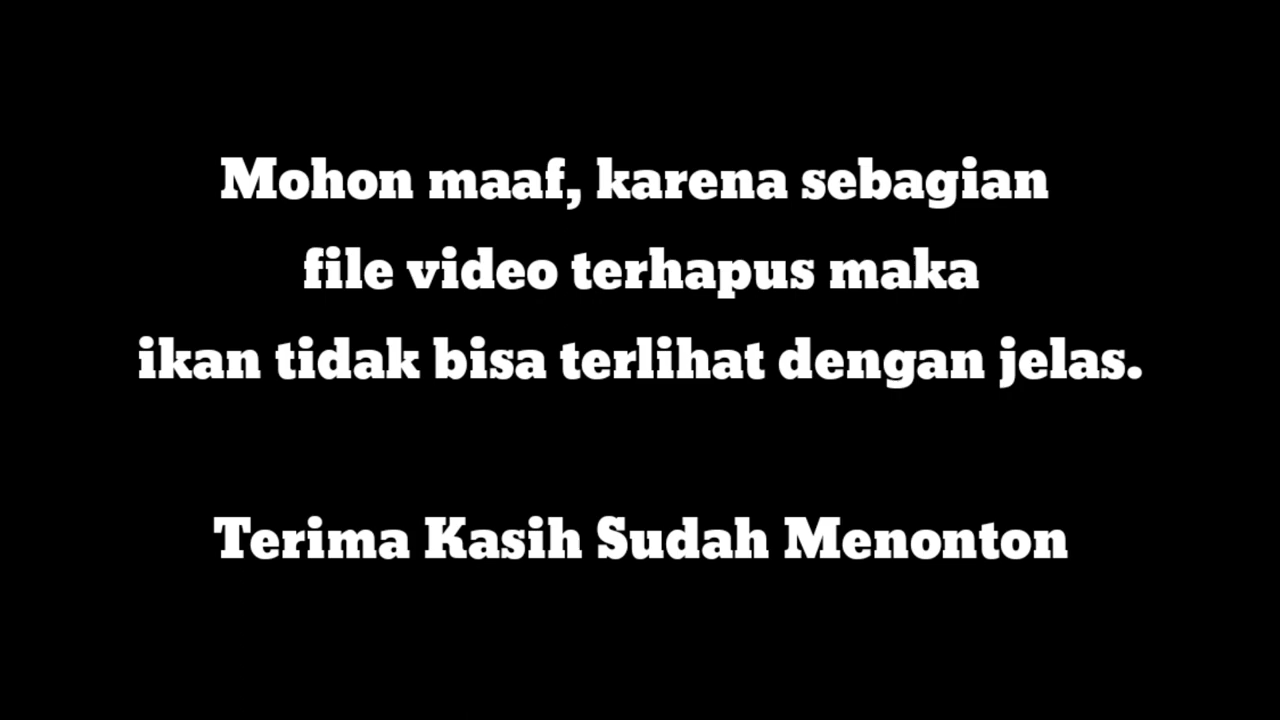 Mohon maaf, karena sebagian
file video terhapus maka
ikan tidak bisa terlihat dengan jelas.
Terima Kasih Sudah Menonton